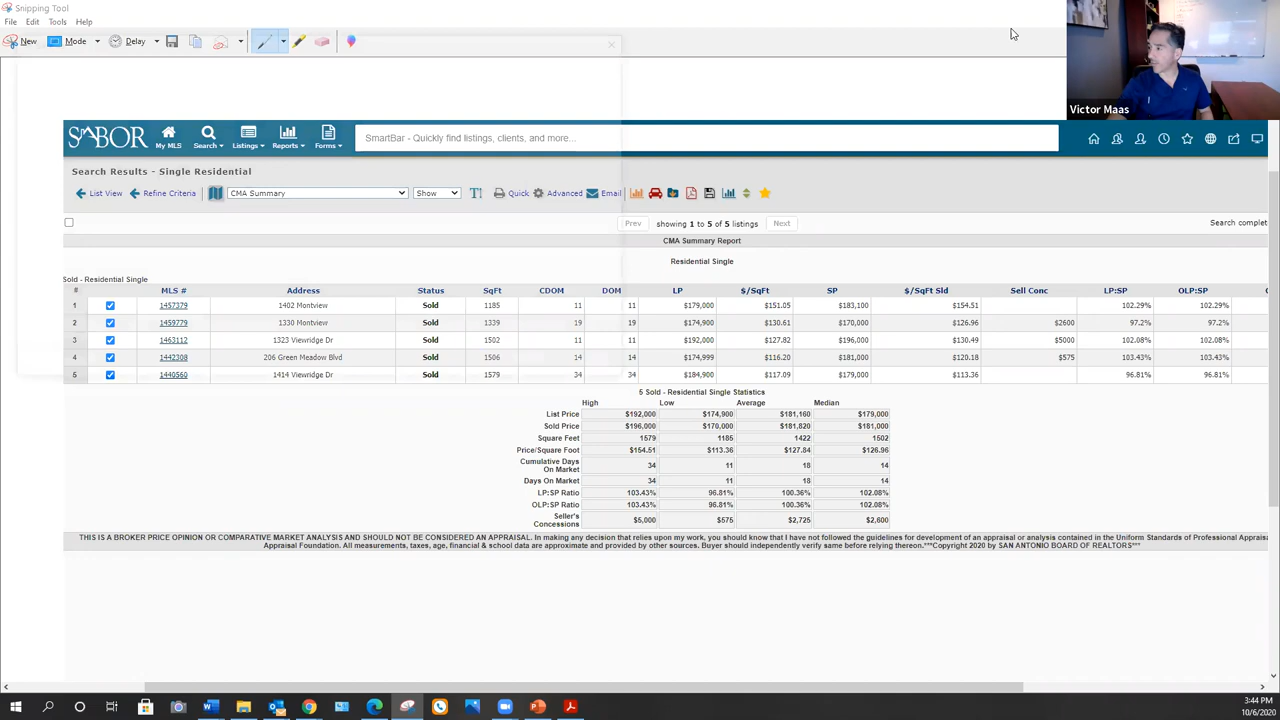 Snipping Tool
File Edit Tools Help
New Mode Delay
Victor Maas
SABOR My MLS Search Listings Reports Forms SmartBar - Quickly find listings, clients, and more...
Search Results - Single Residential
List View Refine Criteria CMA Summary Show Quick Advanced Email
Prev showing 1 to 5 of 5 listings Next Search complet
CMA Summary Report
Residential Single
Sold - Residential Single
# MLS # Address Status SqFt CDOM DOM LP $/SqFt SP $/SqFt Sld Sell Conc LP:SP OLP:SP
1 1457379 1402 Montview Sold 1185 11 11 $179,000 $151.05 $183,100 $154.51 102.29% 102.29%
2 1459779 1330 Montview Sold 1339 19 19 $174,900 $130.61 $170,000 $126.96 $2600 97.2% 97.2%
3 1463112 1323 Viewridge Dr Sold 1502 11 11 $192,000 $127.82 $196,000 $130.49 $5000 102.08% 102.08%
4 1442308 206 Green Meadow Blvd Sold 1506 14 14 $174,999 $116.20 $181,000 $120.18 $575 103.43% 103.43%
5 1440560 1414 Viewridge Dr Sold 1579 34 34 $184,900 $117.09 $179,000 $113.36 96.81% 96.81%
5 Sold - Residential Single Statistics
High Low Average Median
List Price $192,000 $174,900 $181,160 $179,000
Sold Price $196,000 $170,000 $181,820 $181,000
Square Feet 1579 1185 1422 1502
Price/Square Foot $154.51 $113.36 $127.84 $126.96
Cumulative Days On Market 34 11 18 14
Days On Market 34 11 18 14
LP:SP Ratio 103.43% 96.81% 100.36% 102.08%
OLP:SP Ratio 103.43% 96.81% 100.36% 102.08%
Seller's Concessions $5,000 $575 $2,725 $2,600
THIS IS A BROKER PRICE OPINION OR COMPARATIVE MARKET ANALYSIS AND SHOULD NOT BE CONSIDERED AN APPRAISAL. In making any decision that relies upon my work, you should know that I have not followed the guidelines for development of an appraisal or analysis contained in the Uniform Standards of Professional Apprais
Appraisal Foundation. All measurements, taxes, age, financial & school data are approximate and provided by other sources. Buyer should independently verify same before relying thereon.***Copyright 2020 by SAN ANTONIO BOARD OF REALTORS***
3:44 PM
10/6/2020